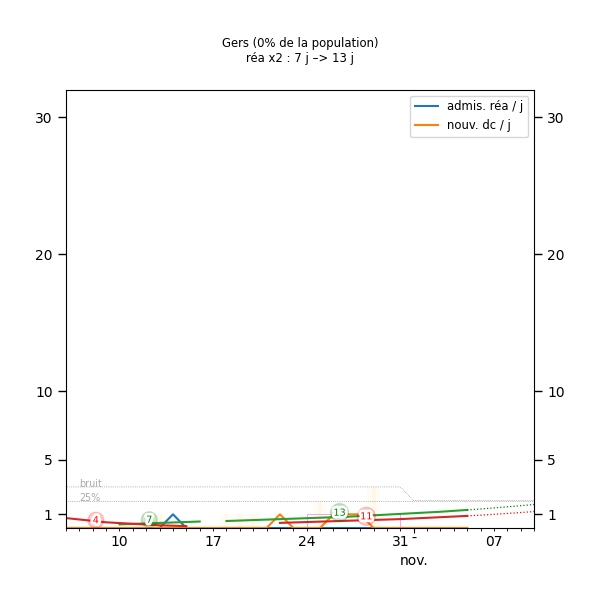 Gers (0% de la population)
réa x2 : 7 j –> 13 j
admis. réa / j
nouv. dc / j
30 30
20 20
10 10
5 5
bruit
25%
1 1
4 7 13 11
10 17 24 31 07
nov.